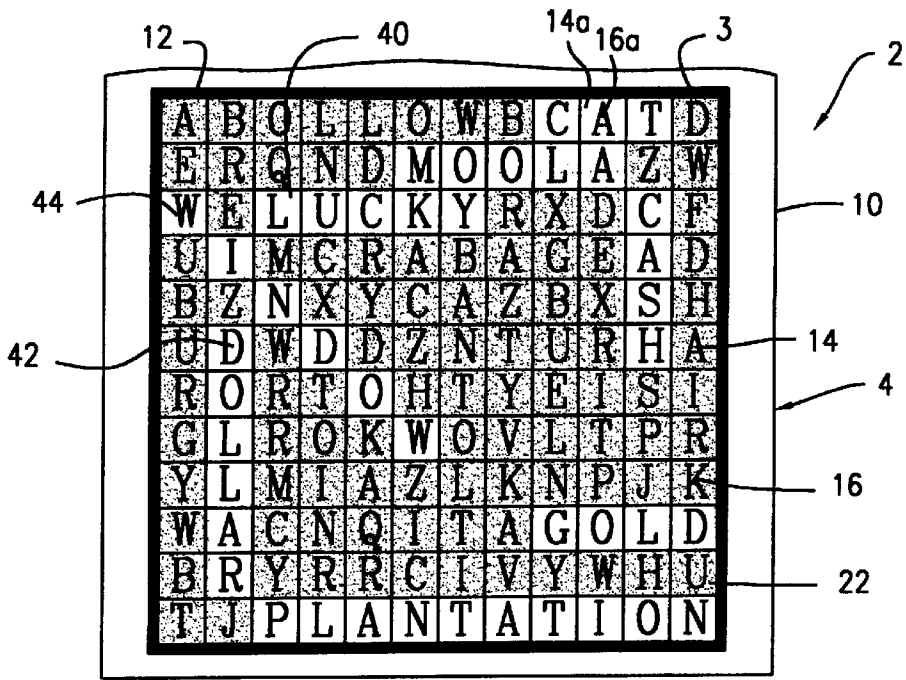 12 40 14a 16a 3 2
A B O L L O W B C A T D
E R Q N D M O O L A Z W
44 W E L U C K Y R X D C F 10
U I M C R A B A G E A D
B Z N X Y C A Z B X S H
42 U D W D D Z N T U R H A 14
R O R T O H T Y E I S I 4
G L R O K W O V L T P R
Y L M I A Z L K N P J K 16
W A C N Q I T A G O L D
B R Y R R C I V Y W H U 22
T J P L A N T A T I O N